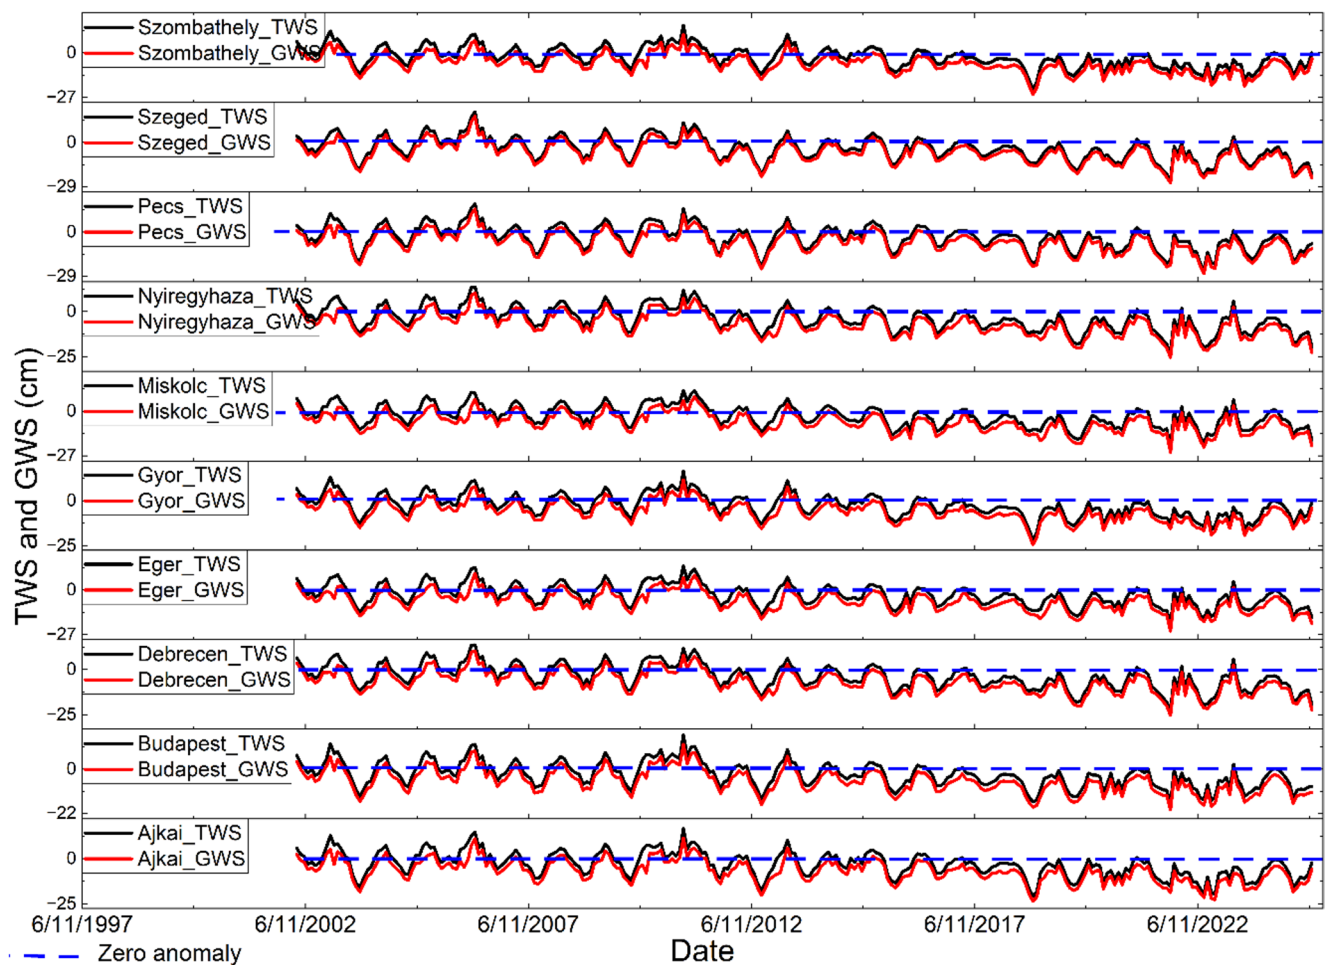 Szombathely_TWS
0
Szombathely_GWS
−27
Szeged_TWS
0
Szeged_GWS
−29
Pecs_TWS
0
Pecs_GWS
−29
Nyiregyhaza_TWS
0
Nyiregyhaza_GWS
−25
Miskolc_TWS
0
Miskolc_GWS
−27
Gyor_TWS
0
Gyor_GWS
−25
Eger_TWS
0
Eger_GWS
−27
Debrecen_TWS
0
Debrecen_GWS
−25
Budapest_TWS
0
Budapest_GWS
−22
Ajkai_TWS
0
Ajkai_GWS
−25
TWS and GWS (cm)
6/11/1997 6/11/2002 6/11/2007 6/11/2012 6/11/2017 6/11/2022
Date
Zero anomaly